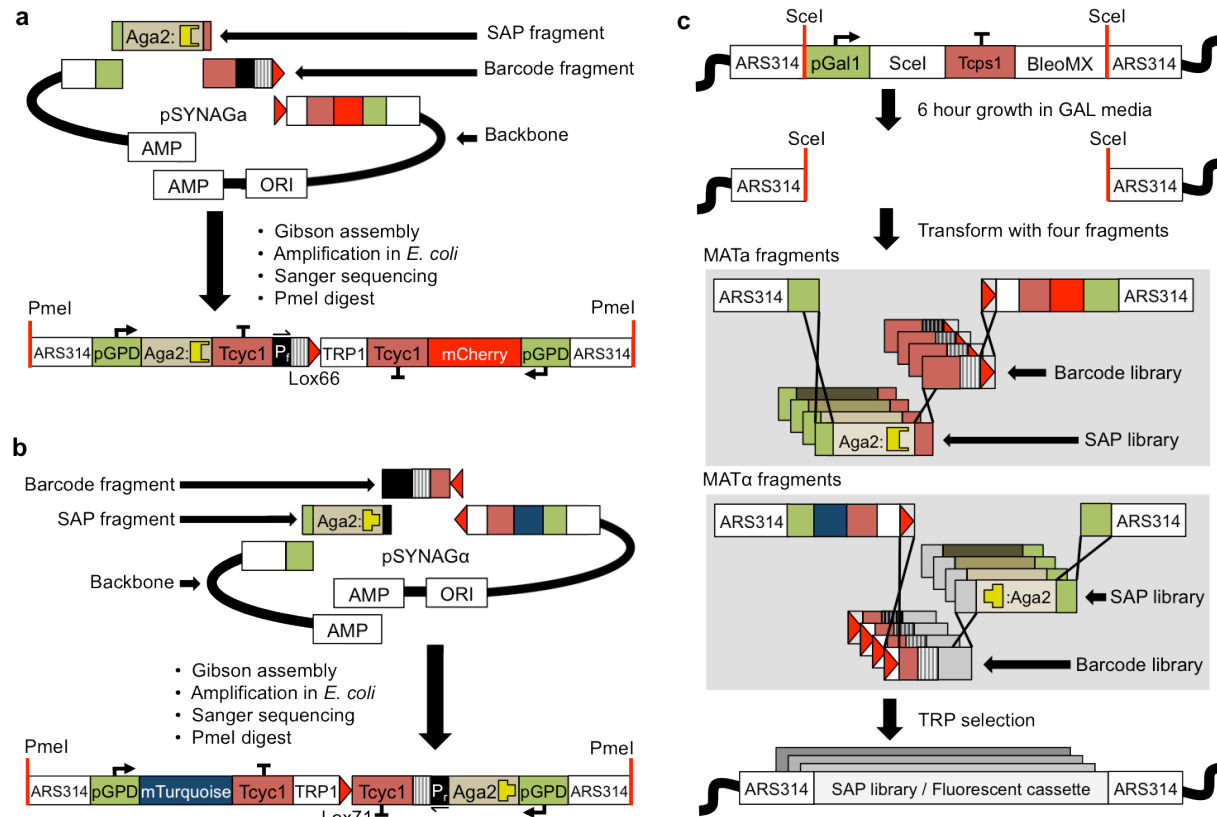 a
Aga2:
SAP fragment
Barcode fragment
pSYNAGa
Backbone
AMP
AMP
ORI
• Gibson assembly
• Amplification in E. coli
• Sanger sequencing
• PmeI digest
PmeI
PmeI
ARS314
pGPD
Aga2:
Tcyc1
Pf
TRP1
Tcyc1
mCherry
pGPD
ARS314
Lox66
b
Barcode fragment
SAP fragment
Aga2:
pSYNAGα
Backbone
AMP
ORI
AMP
• Gibson assembly
• Amplification in E. coli
• Sanger sequencing
• PmeI digest
PmeI
PmeI
ARS314
pGPD
mTurquoise
Tcyc1
TRP1
Tcyc1
Pr
Aga2
pGPD
ARS314
Lox71
c
SceI
SceI
ARS314
pGal1
SceI
Tcps1
BleoMX
ARS314
6 hour growth in GAL media
SceI
SceI
ARS314
ARS314
Transform with four fragments
MATa fragments
ARS314
ARS314
Barcode library
Aga2:
SAP library
MATα fragments
ARS314
ARS314
:Aga2
SAP library
Barcode library
TRP selection
ARS314
SAP library / Fluorescent cassette
ARS314